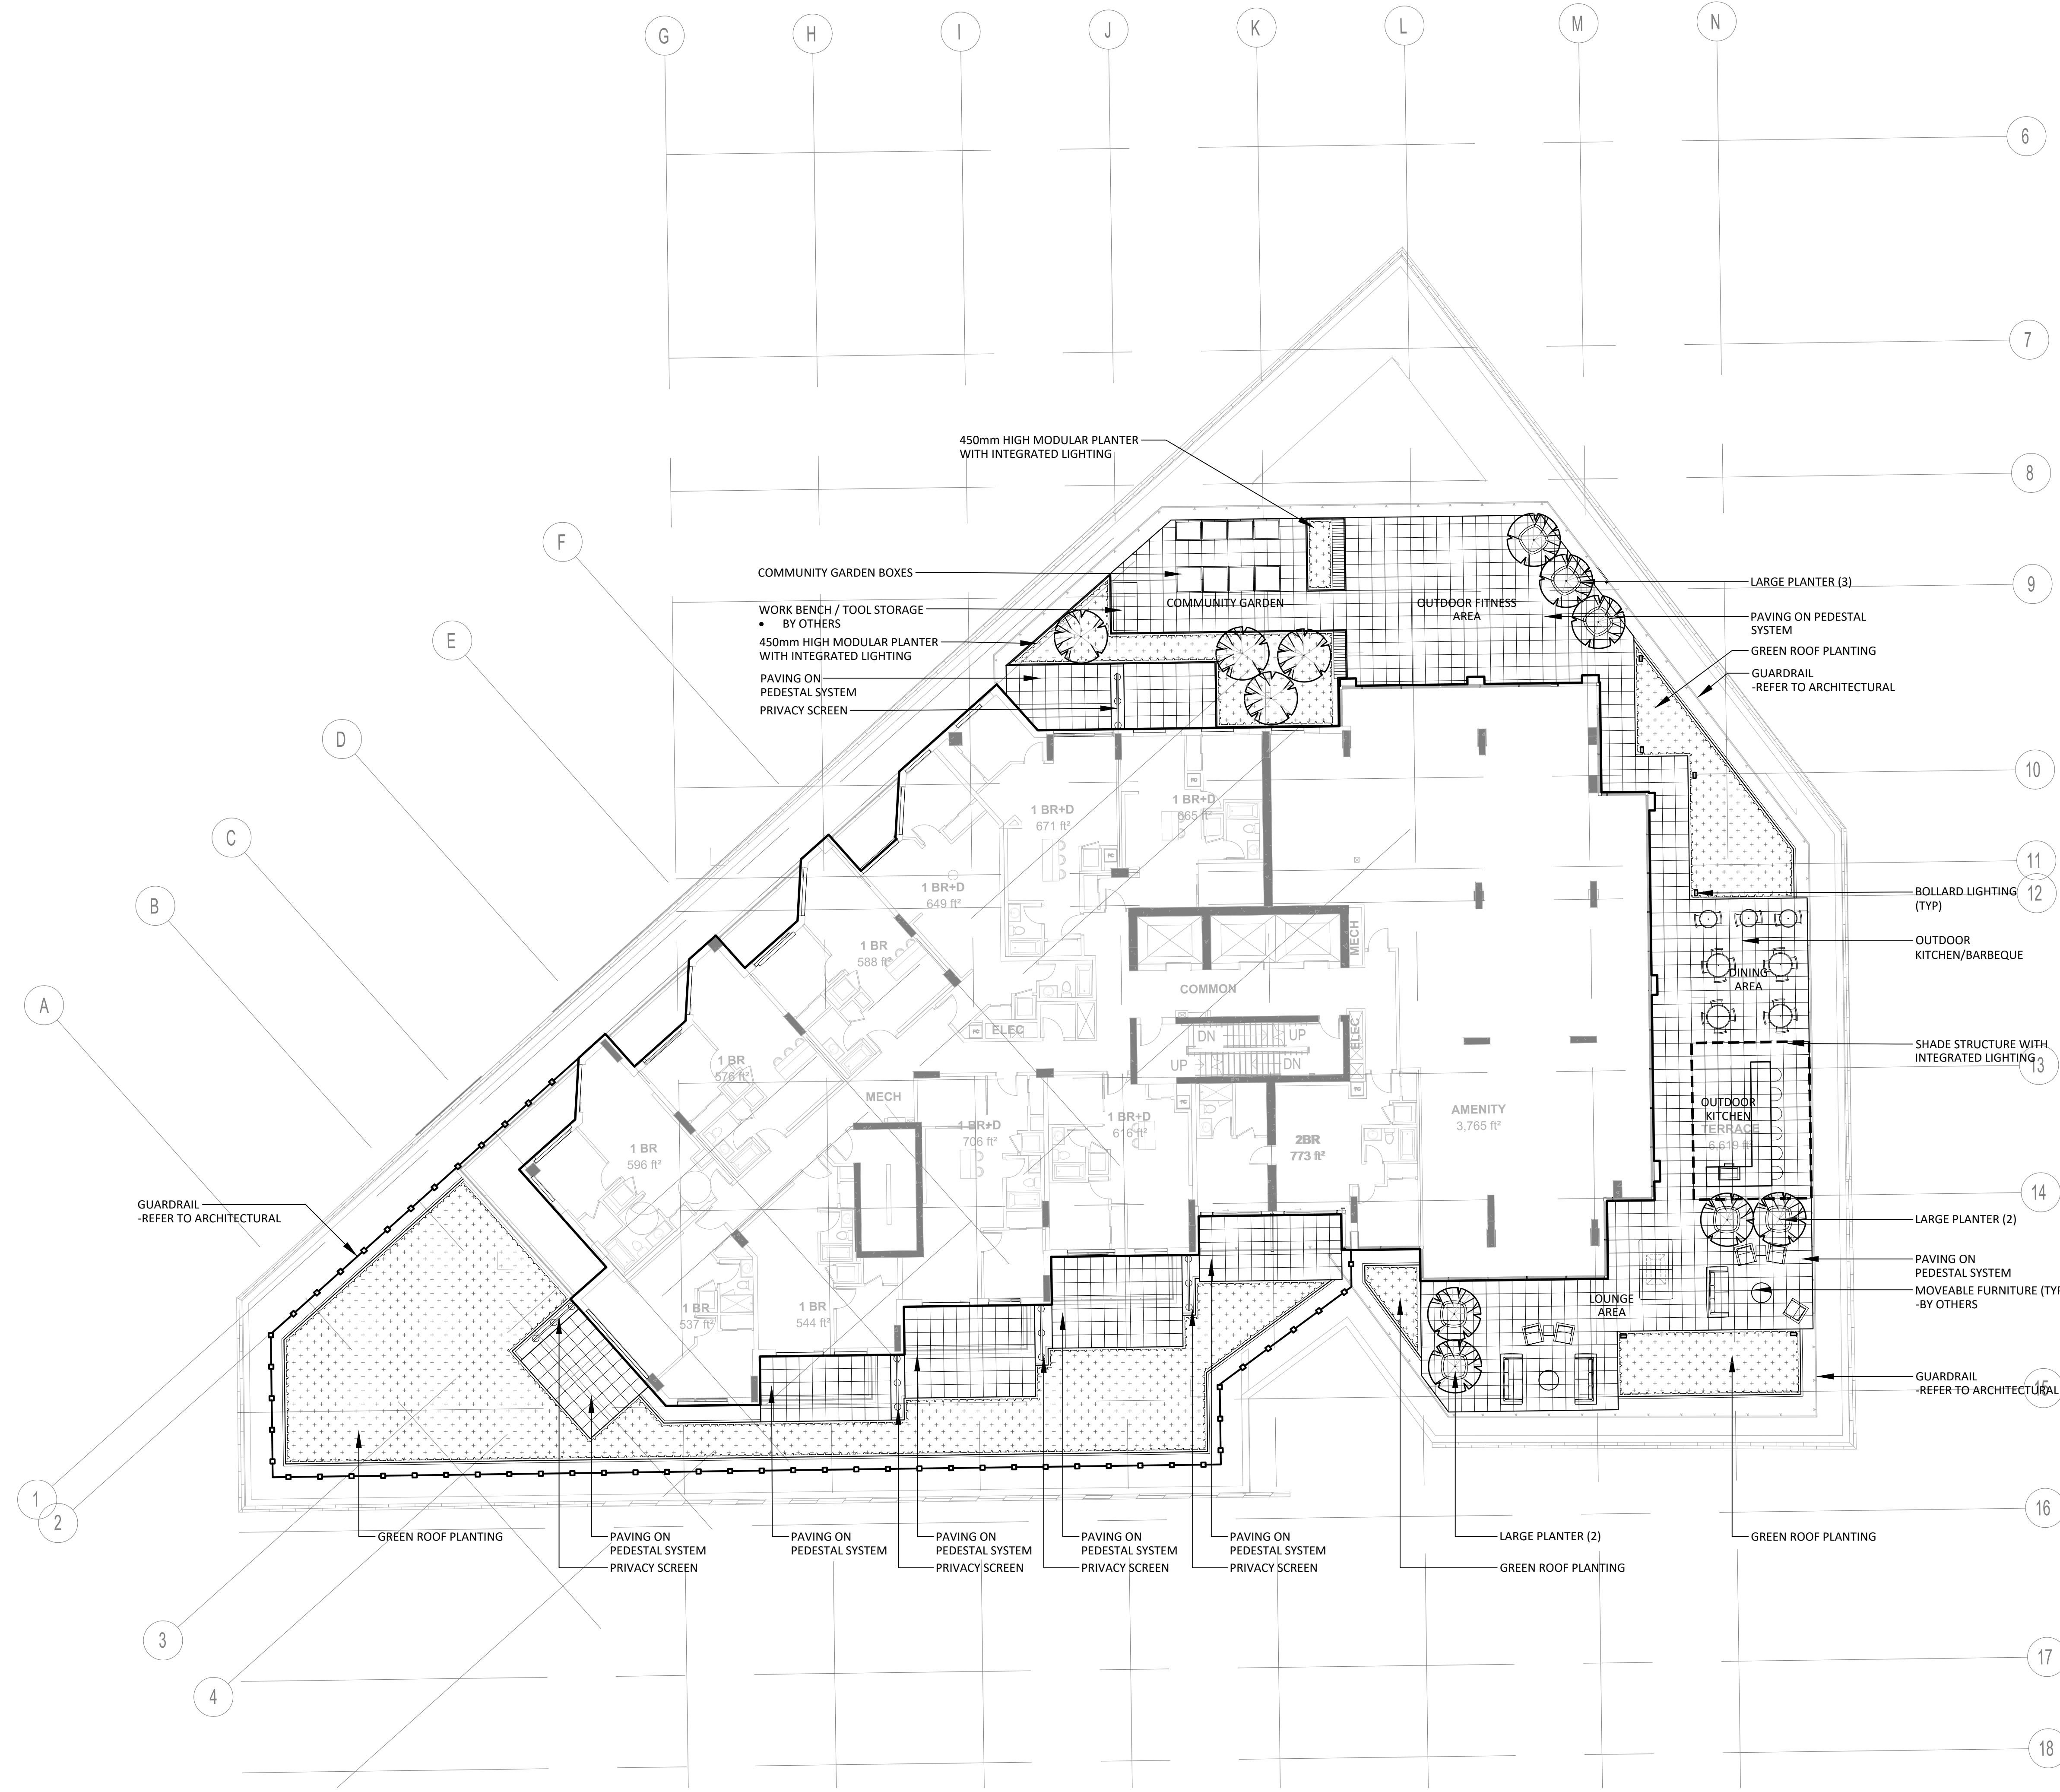 G
H
I
J
K
L
M
N
6
7
8
9
10
11
12
13
14
15
16
17
18
F
E
D
C
B
A
1
2
3
4
450mm HIGH MODULAR PLANTER
WITH INTEGRATED LIGHTING
COMMUNITY GARDEN BOXES
WORK BENCH / TOOL STORAGE
• BY OTHERS
450mm HIGH MODULAR PLANTER
WITH INTEGRATED LIGHTING
PAVING ON
PEDESTAL SYSTEM
PRIVACY SCREEN
COMMUNITY GARDEN
OUTDOOR FITNESS
AREA
LARGE PLANTER (3)
PAVING ON PEDESTAL
SYSTEM
GREEN ROOF PLANTING
GUARDRAIL
-REFER TO ARCHITECTURAL
BOLLARD LIGHTING
(TYP)
OUTDOOR
KITCHEN/BARBEQUE
DINING
AREA
SHADE STRUCTURE WITH
INTEGRATED LIGHTING
OUTDOOR
KITCHEN
TERRACE
6,619 ft²
LARGE PLANTER (2)
PAVING ON
PEDESTAL SYSTEM
MOVEABLE FURNITURE (TYP
-BY OTHERS
LOUNGE
AREA
GUARDRAIL
-REFER TO ARCHITECTURAL
1 BR+D
671 ft²
1 BR+D
665 ft²
1 BR+D
649 ft²
1 BR
588 ft²
1 BR
576 ft²
1 BR
596 ft²
1 BR
537 ft²
1 BR
544 ft²
1 BR+D
706 ft²
1 BR+D
616 ft²
2BR
773 ft²
AMENITY
3,765 ft²
MECH
COMMON
ELEC
ELEC
MECH
DN
UP
UP
DN
GUARDRAIL
-REFER TO ARCHITECTURAL
GREEN ROOF PLANTING
PAVING ON
PEDESTAL SYSTEM
PRIVACY SCREEN
PAVING ON
PEDESTAL SYSTEM
PAVING ON
PEDESTAL SYSTEM
PRIVACY SCREEN
PAVING ON
PEDESTAL SYSTEM
PRIVACY SCREEN
PAVING ON
PEDESTAL SYSTEM
PRIVACY SCREEN
LARGE PLANTER (2)
GREEN ROOF PLANTING
GREEN ROOF PLANTING